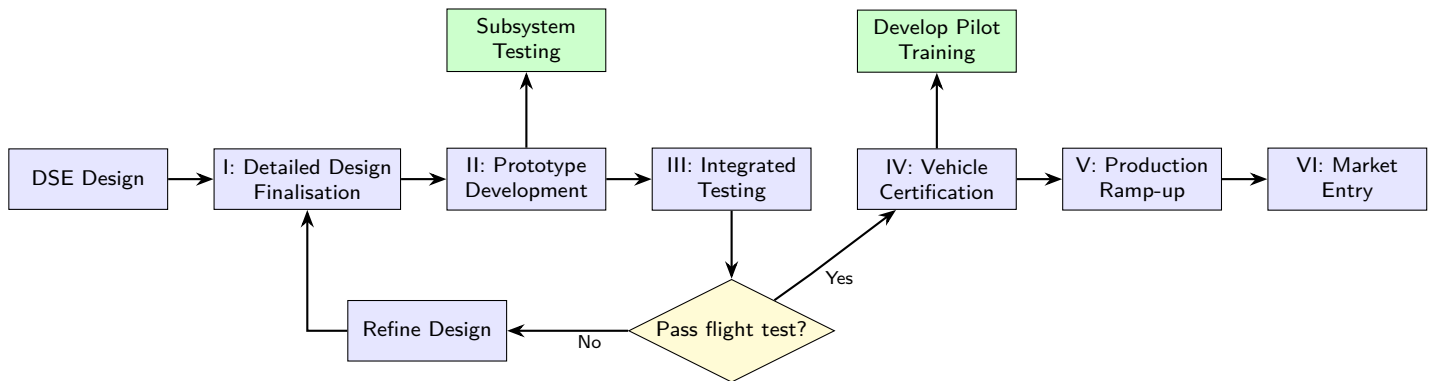 Subsystem
Testing
Develop Pilot
Training
DSE Design
I: Detailed Design
Finalisation
II: Prototype
Development
III: Integrated
Testing
IV: Vehicle
Certification
V: Production
Ramp-up
VI: Market
Entry
Yes
Refine Design
No
Pass flight test?